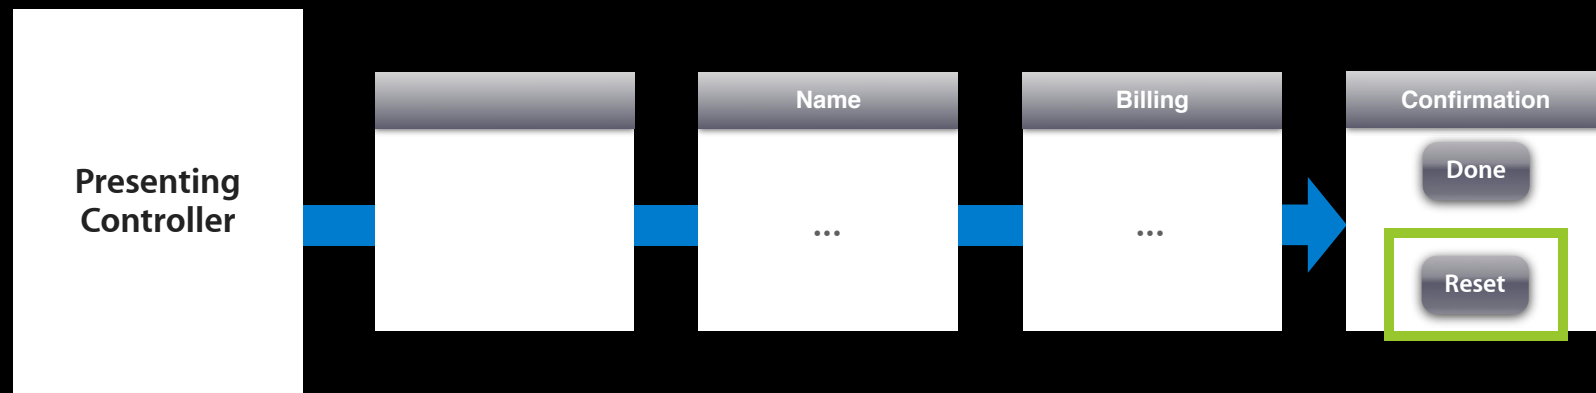 Presenting
Controller
Name
...
Billing
...
Confirmation
Done
Reset